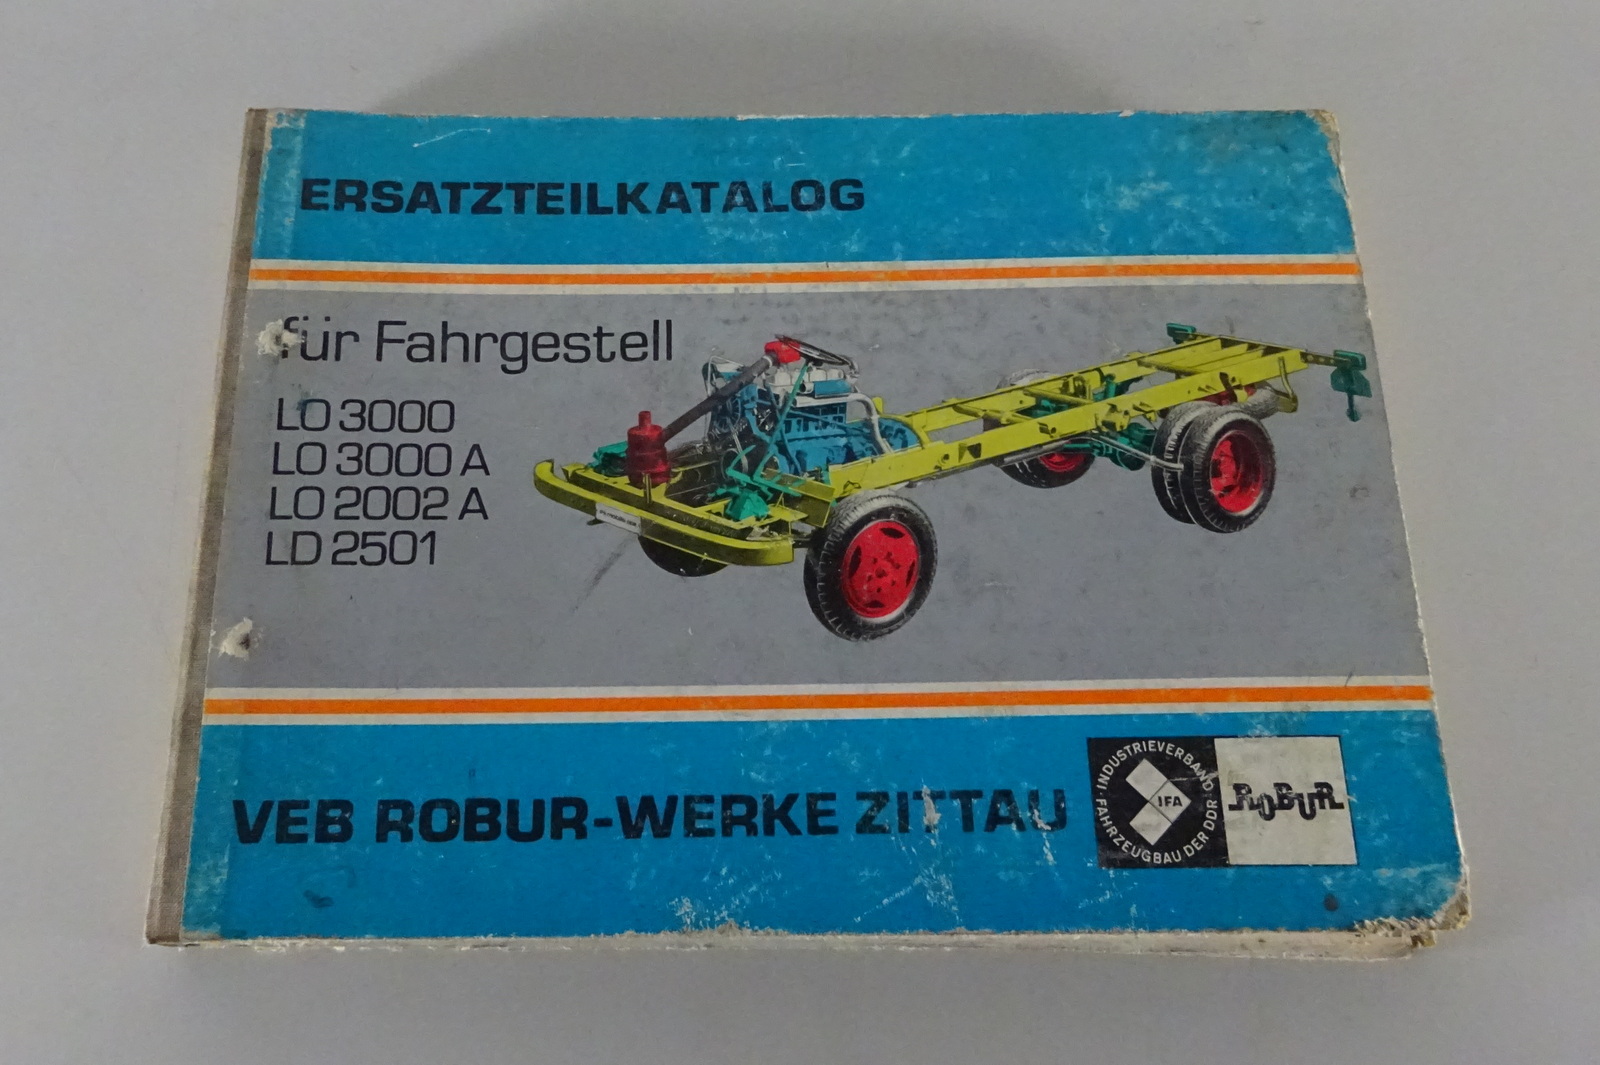 ERSATZTEILKATALOG
für Fahrgestell
LO 3000
LO 3000 A
LO 2002 A
LD 2501
VEB ROBUR-WERKE ZITTAU
INDUSTRIEVERBAND
FAHRZEUGBAU DER DDR
IFA
ROBUR